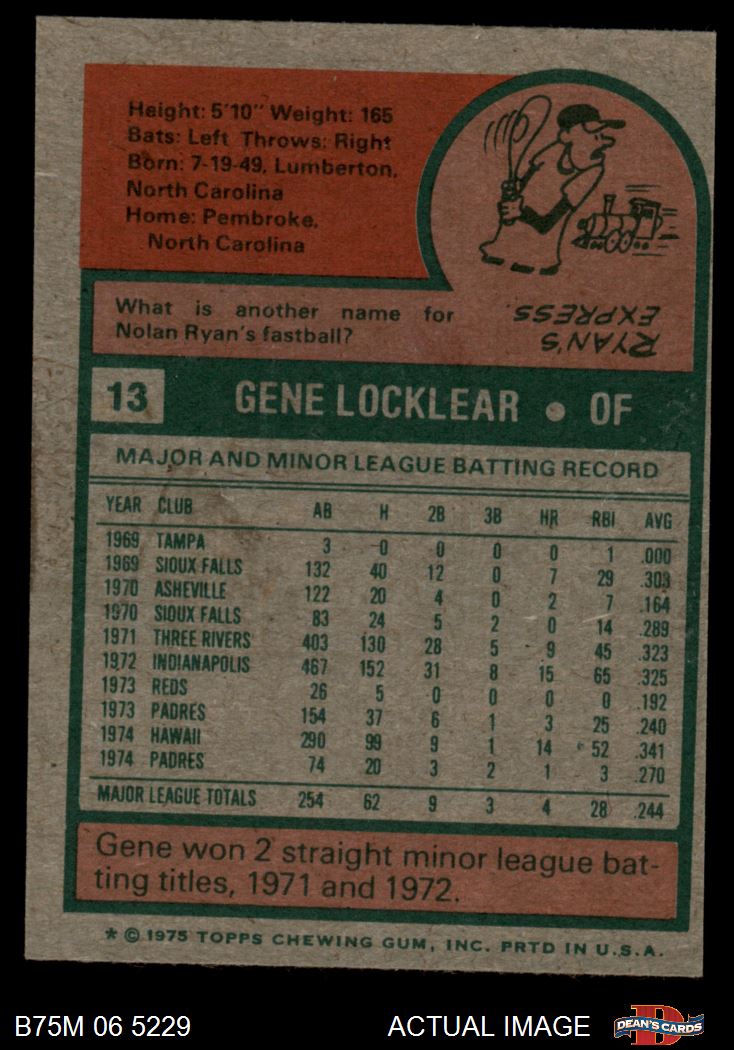 Height: 5'10" Weight: 165
Bats: Left Throws: Right
Born: 7-19-49, Lumberton,
North Carolina
Home: Pembroke,
North Carolina
What is another name for
Nolan Ryan's fastball?
RYAN'S
EXPRESS
13 GENE LOCKLEAR • OF
MAJOR AND MINOR LEAGUE BATTING RECORD
YEAR CLUB AB H 2B 3B HR RBI AVG
1969 TAMPA 3 0 0 0 0 1 .000
1969 SIOUX FALLS 132 40 12 0 7 29 .303
1970 ASHEVILLE 122 20 4 0 2 7 .164
1970 SIOUX FALLS 83 24 5 2 0 14 .289
1971 THREE RIVERS 403 130 28 5 9 45 .323
1972 INDIANAPOLIS 467 152 31 8 15 65 .325
1973 REDS 26 5 0 0 0 0 .192
1973 PADRES 154 37 6 1 3 25 .240
1974 HAWAII 290 99 9 1 14 52 .341
1974 PADRES 74 20 3 2 1 3 .270
MAJOR LEAGUE TOTALS 254 62 9 3 4 28 .244
Gene won 2 straight minor league bat-
ting titles, 1971 and 1972.
* © 1975 TOPPS CHEWING GUM, INC. PRTD IN U.S.A.
B75M 06 5229 ACTUAL IMAGE DEAN'S CARDS